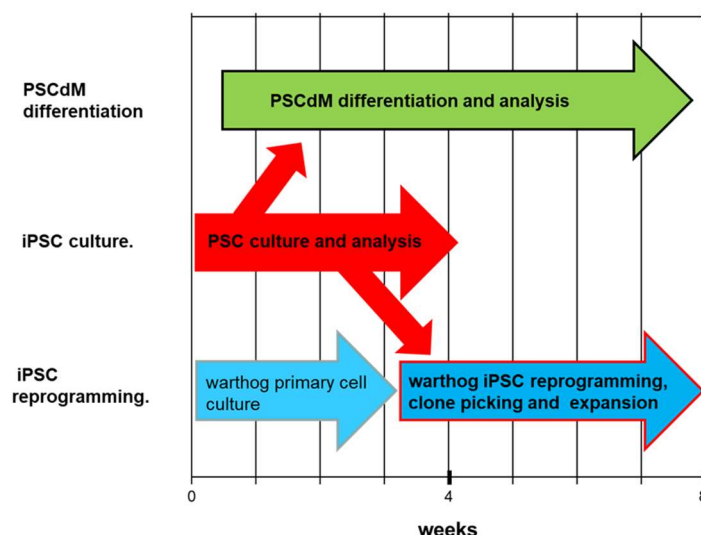 PSCdM
differentiation
PSCdM differentiation and analysis
iPSC culture.
PSC culture and analysis
iPSC
reprogramming.
warthog primary cell
culture
warthog iPSC reprogramming,
clone picking and expansion
0
4
8
weeks